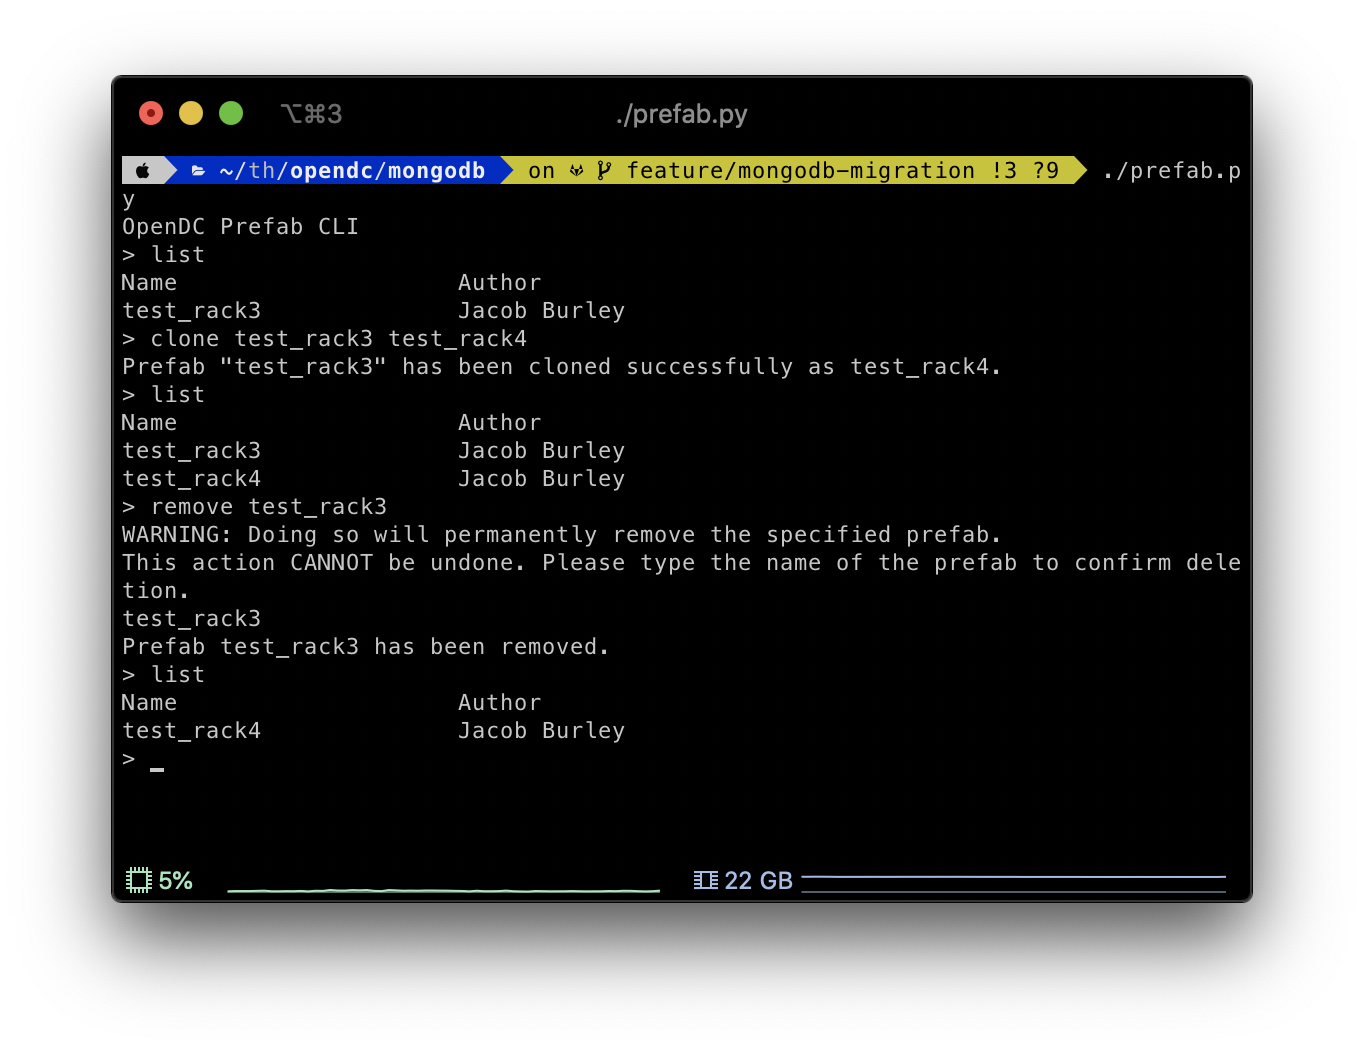 ⌥⌘3
./prefab.py
~/th/opendc/mongodb on feature/mongodb-migration !3 ?9 ./prefab.p
y
OpenDC Prefab CLI
> list
Name Author
test_rack3 Jacob Burley
> clone test_rack3 test_rack4
Prefab "test_rack3" has been cloned successfully as test_rack4.
> list
Name Author
test_rack3 Jacob Burley
test_rack4 Jacob Burley
> remove test_rack3
WARNING: Doing so will permanently remove the specified prefab.
This action CANNOT be undone. Please type the name of the prefab to confirm dele
tion.
test_rack3
Prefab test_rack3 has been removed.
> list
Name Author
test_rack4 Jacob Burley
> _
5%
22 GB